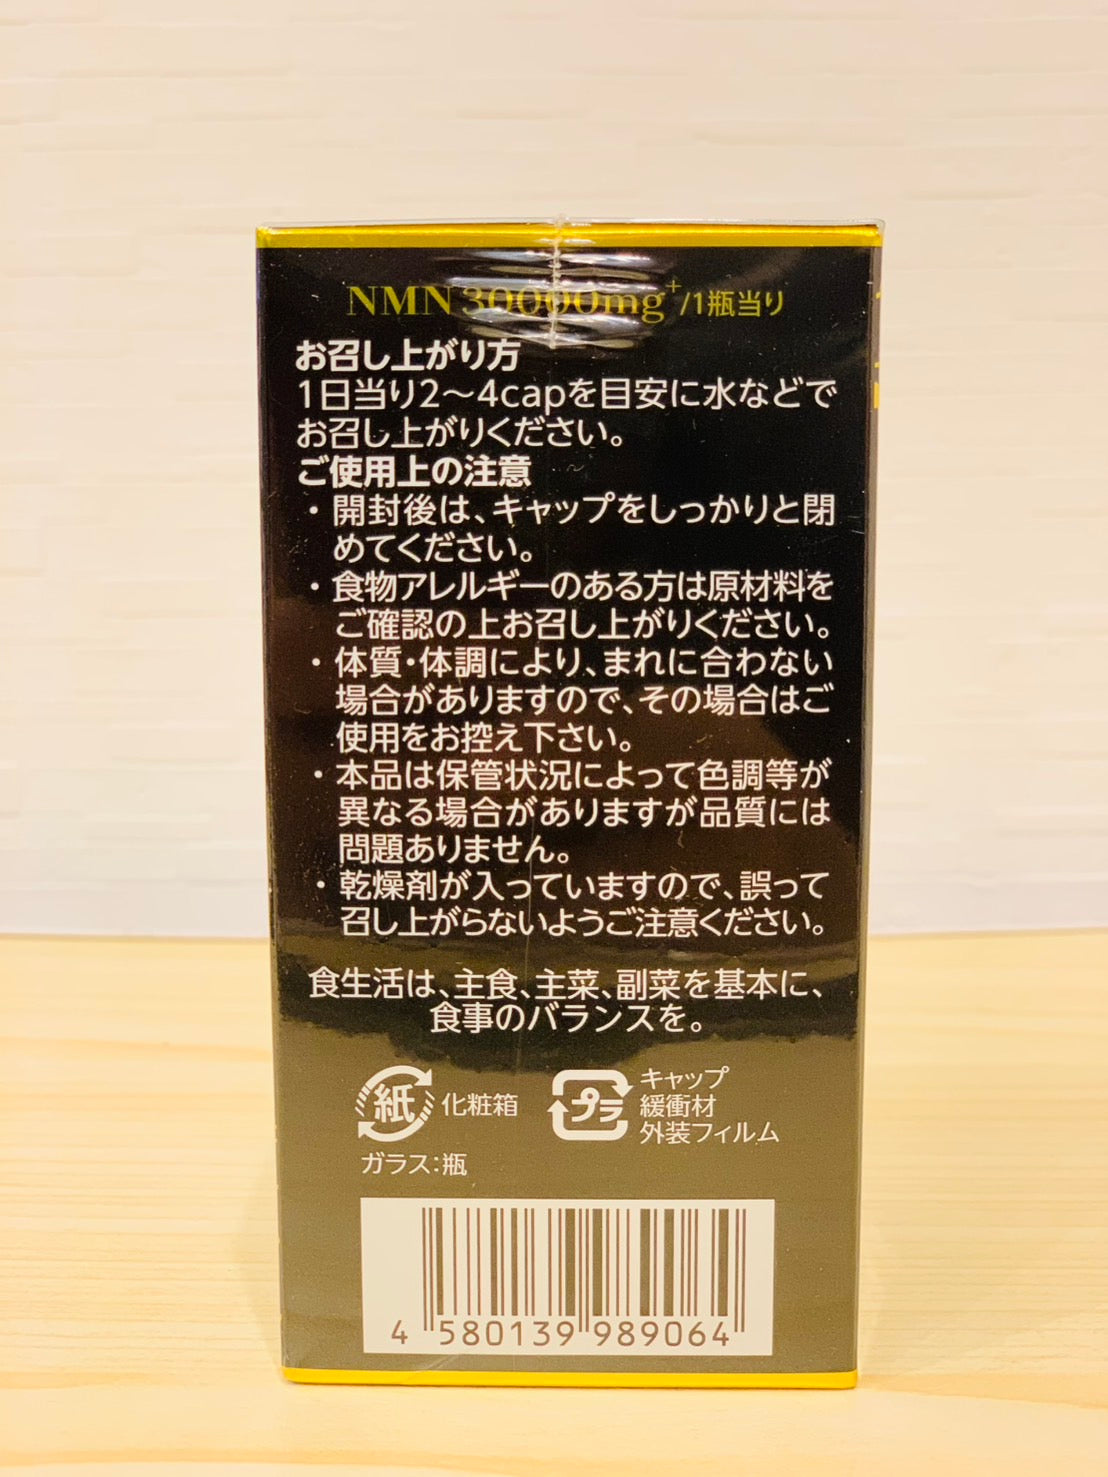 NMN 30000mg+/1瓶当り
お召し上がり方
1日当り2〜4capを目安に水などで
お召し上がりください。
ご使用上の注意
・開封後は、キャップをしっかりと閉
めてください。
・食物アレルギーのある方は原材料を
ご確認の上お召し上がりください。
・体質・体調により、まれに合わない
場合がありますので、その場合はご
使用をお控え下さい。
・本品は保管状況によって色調等が
異なる場合がありますが品質には
問題ありません。
・乾燥剤が入っていますので、誤って
召し上がらないようご注意ください。
食生活は、主食、主菜、副菜を基本に、
食事のバランスを。
紙 化粧箱
プラ キャップ
緩衝材
外装フィルム
ガラス:瓶
4 580139 989064